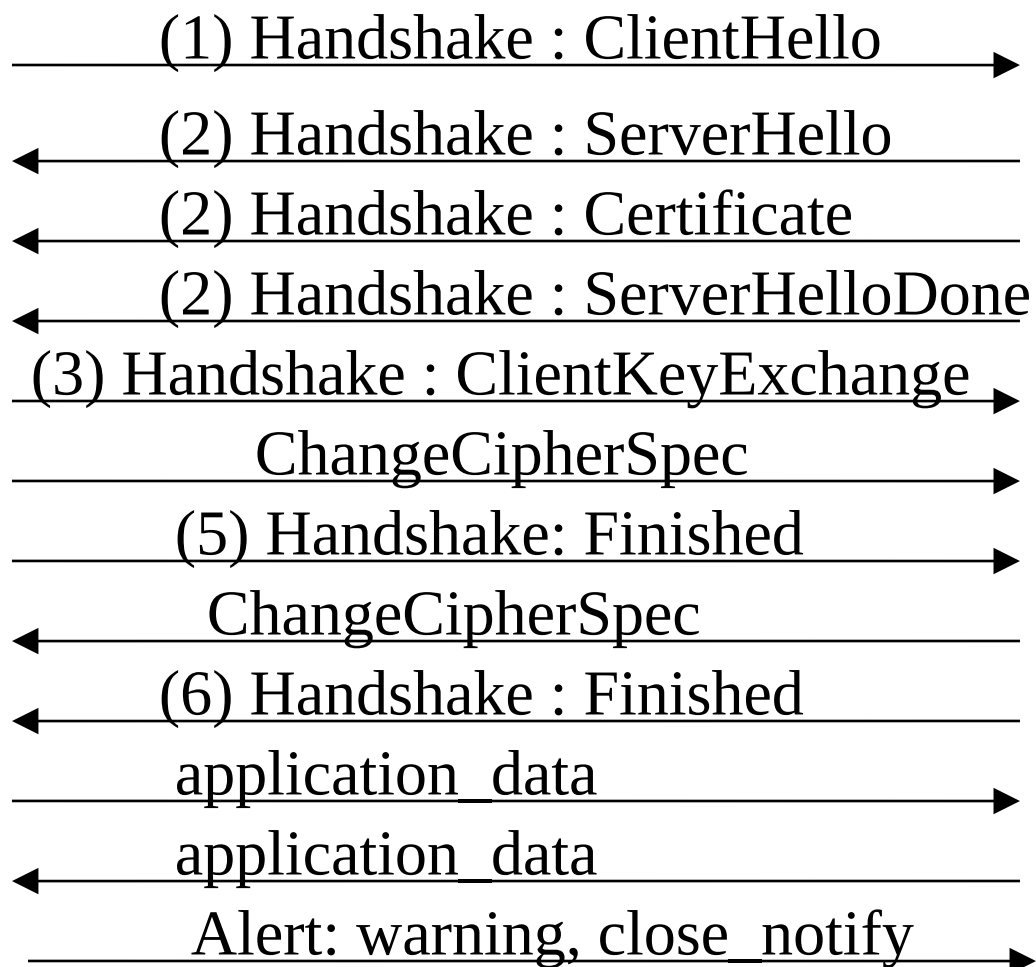 (1) Handshake : ClientHello
(2) Handshake : ServerHello
(2) Handshake : Certificate
(2) Handshake : ServerHelloDone
(3) Handshake : ClientKeyExchange
ChangeCipherSpec
(5) Handshake: Finished
ChangeCipherSpec
(6) Handshake : Finished
application_data
application_data
Alert: warning, close_notify